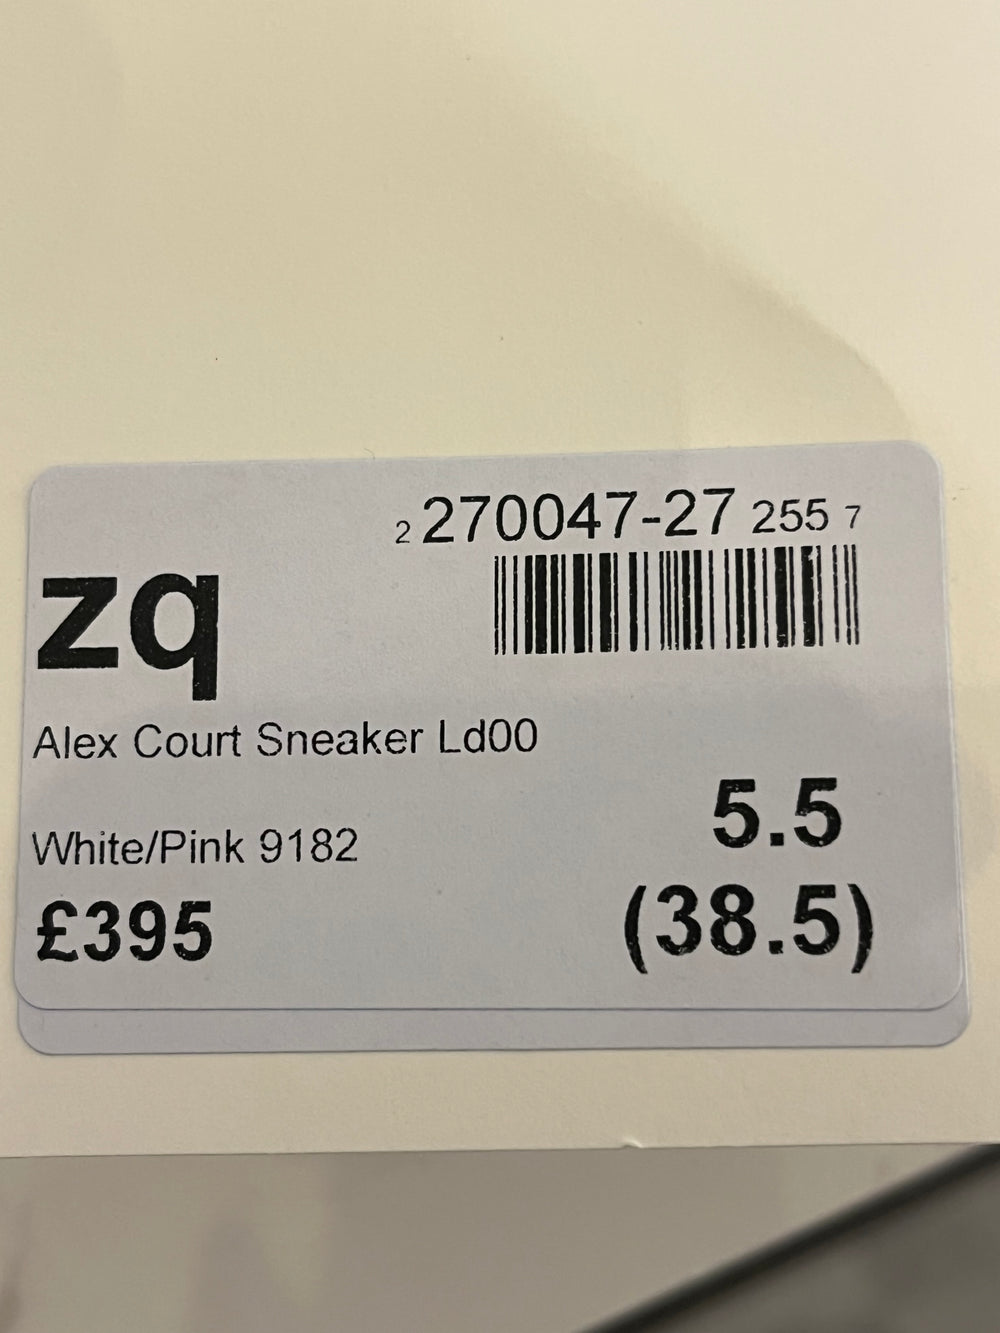 2 270047-27 255 7
zq
Alex Court Sneaker Ld00
5.5
White/Pink 9182
(38.5)
£395